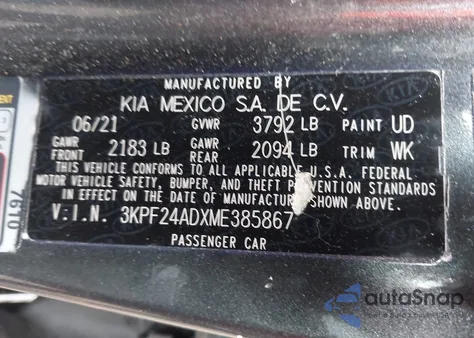 MANUFACTURED BY
KIA MEXICO S.A. DE C.V.
06/21 GVWR 3792 LB PAINT UD
GAWR FRONT 2183 LB GAWR REAR 2094 LB TRIM WK
THIS VEHICLE CONFORMS TO ALL APPLICABLE U.S.A. FEDERAL
MOTOR VEHICLE SAFETY, BUMPER, AND THEFT PREVENTION STANDARDS
IN EFFECT ON THE DATE OF MANUFACTURE SHOWN ABOVE.
V.I.N. 3KPF24ADXME385867
PASSENGER CAR
7610
autoSnap